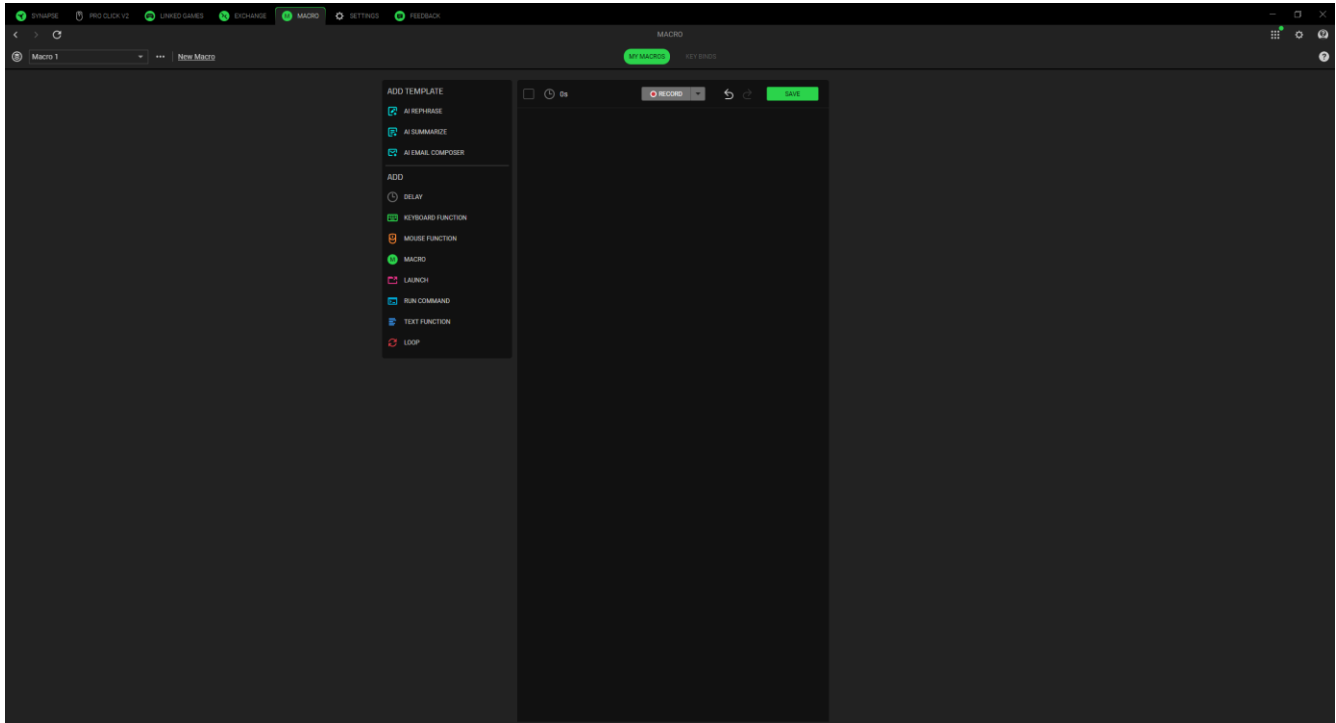 SYNAPSE PRO CLICK V2 LINKED GAMES EXCHANGE MACRO SETTINGS FEEDBACK
MACRO
Macro 1 New Macro MY MACROS KEY BINDS
ADD TEMPLATE
AI REPHRASE
AI SUMMARIZE
AI EMAIL COMPOSER
ADD
DELAY
KEYBOARD FUNCTION
MOUSE FUNCTION
MACRO
LAUNCH
RUN COMMAND
TEXT FUNCTION
LOOP
0s RECORD SAVE